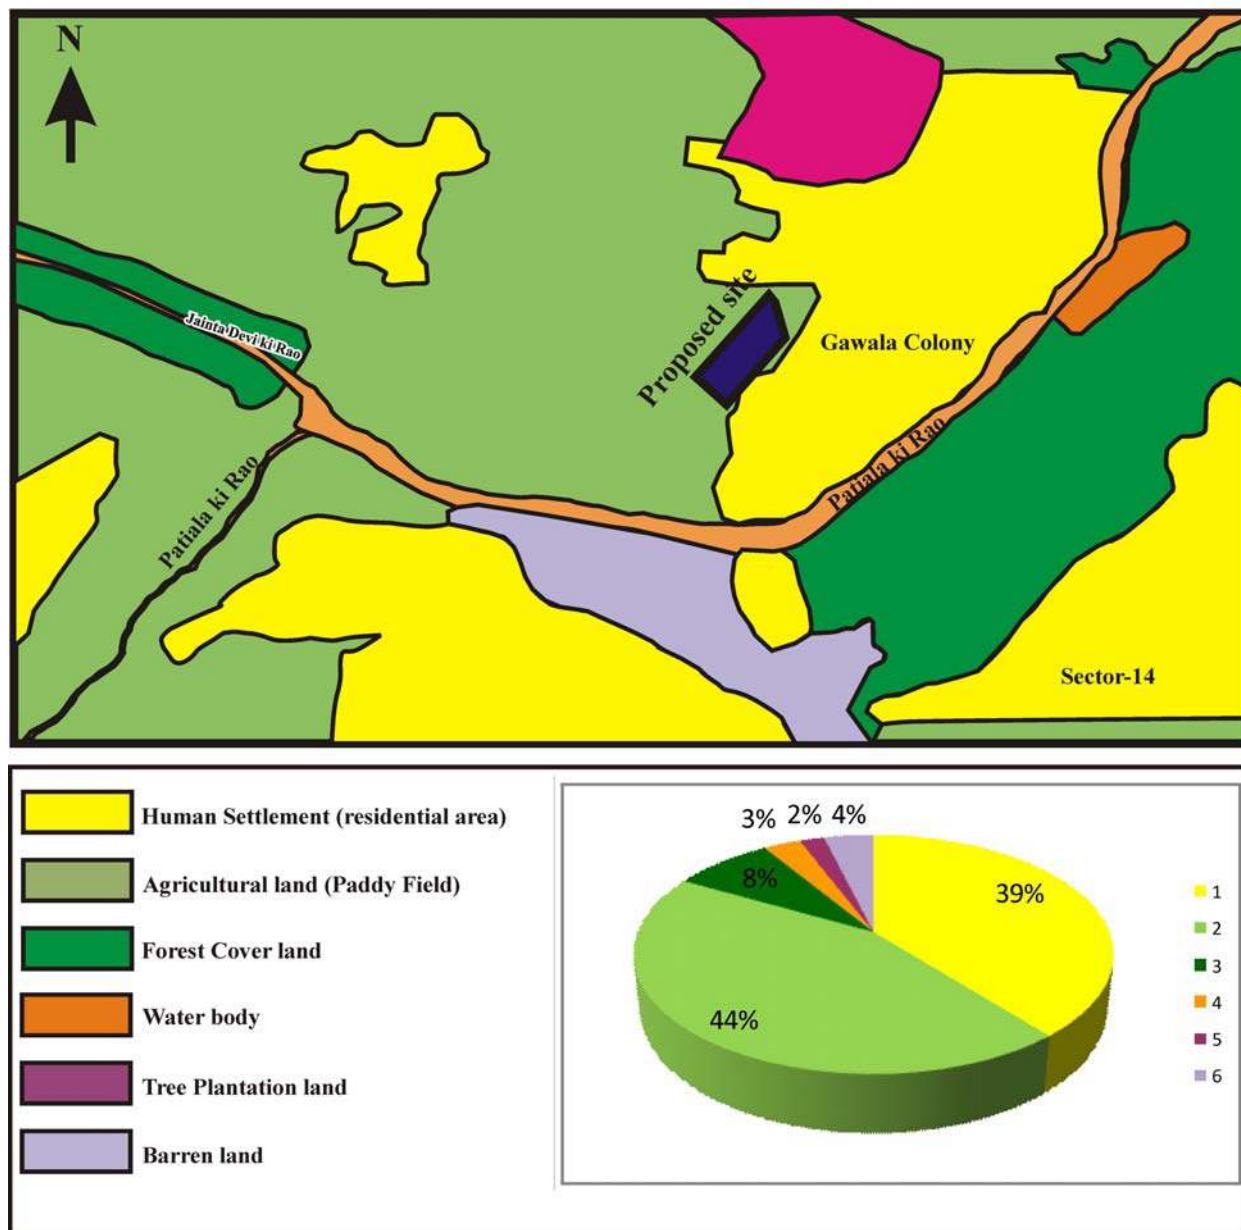 N
Jainta Devi ki Rao
Proposed site
Gawala Colony
Patiala ki Rao
Patiala ki Rao
Sector-14
Human Settlement (residential area)
Agricultural land (Paddy Field)
Forest Cover land
Water body
Tree Plantation land
Barren land
3%
2%
4%
8%
39%
44%
1
2
3
4
5
6